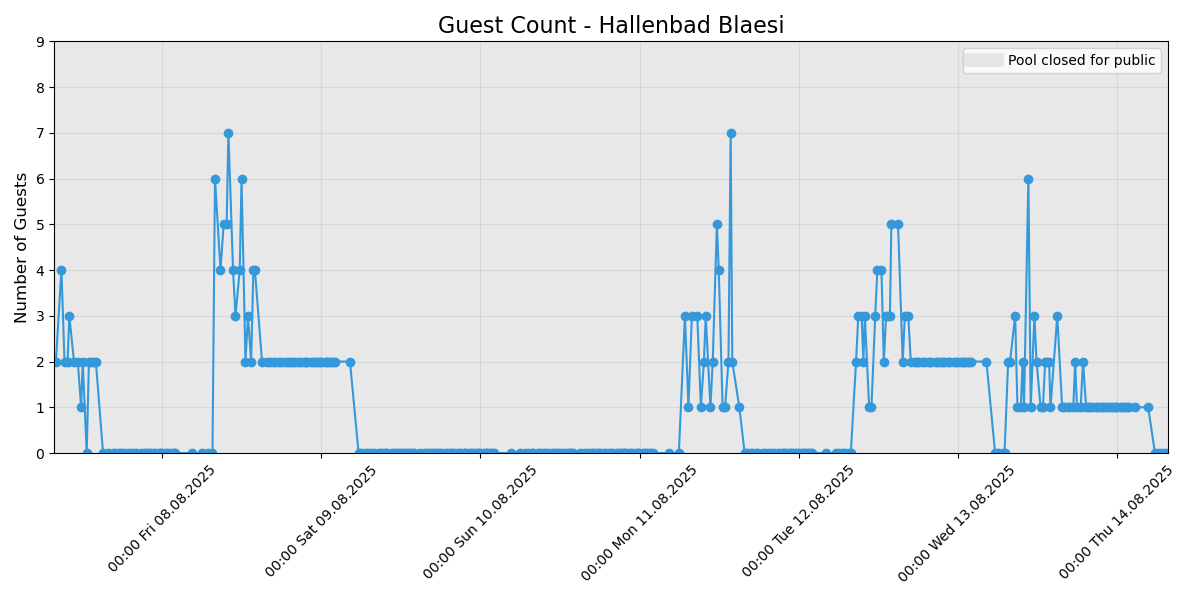 Guest Count - Hallenbad Blaesi
Pool closed for public
Number of Guests
9
8
7
6
5
4
3
2
1
0
00:00 Fri 08.08.2025
00:00 Sat 09.08.2025
00:00 Sun 10.08.2025
00:00 Mon 11.08.2025
00:00 Tue 12.08.2025
00:00 Wed 13.08.2025
00:00 Thu 14.08.2025